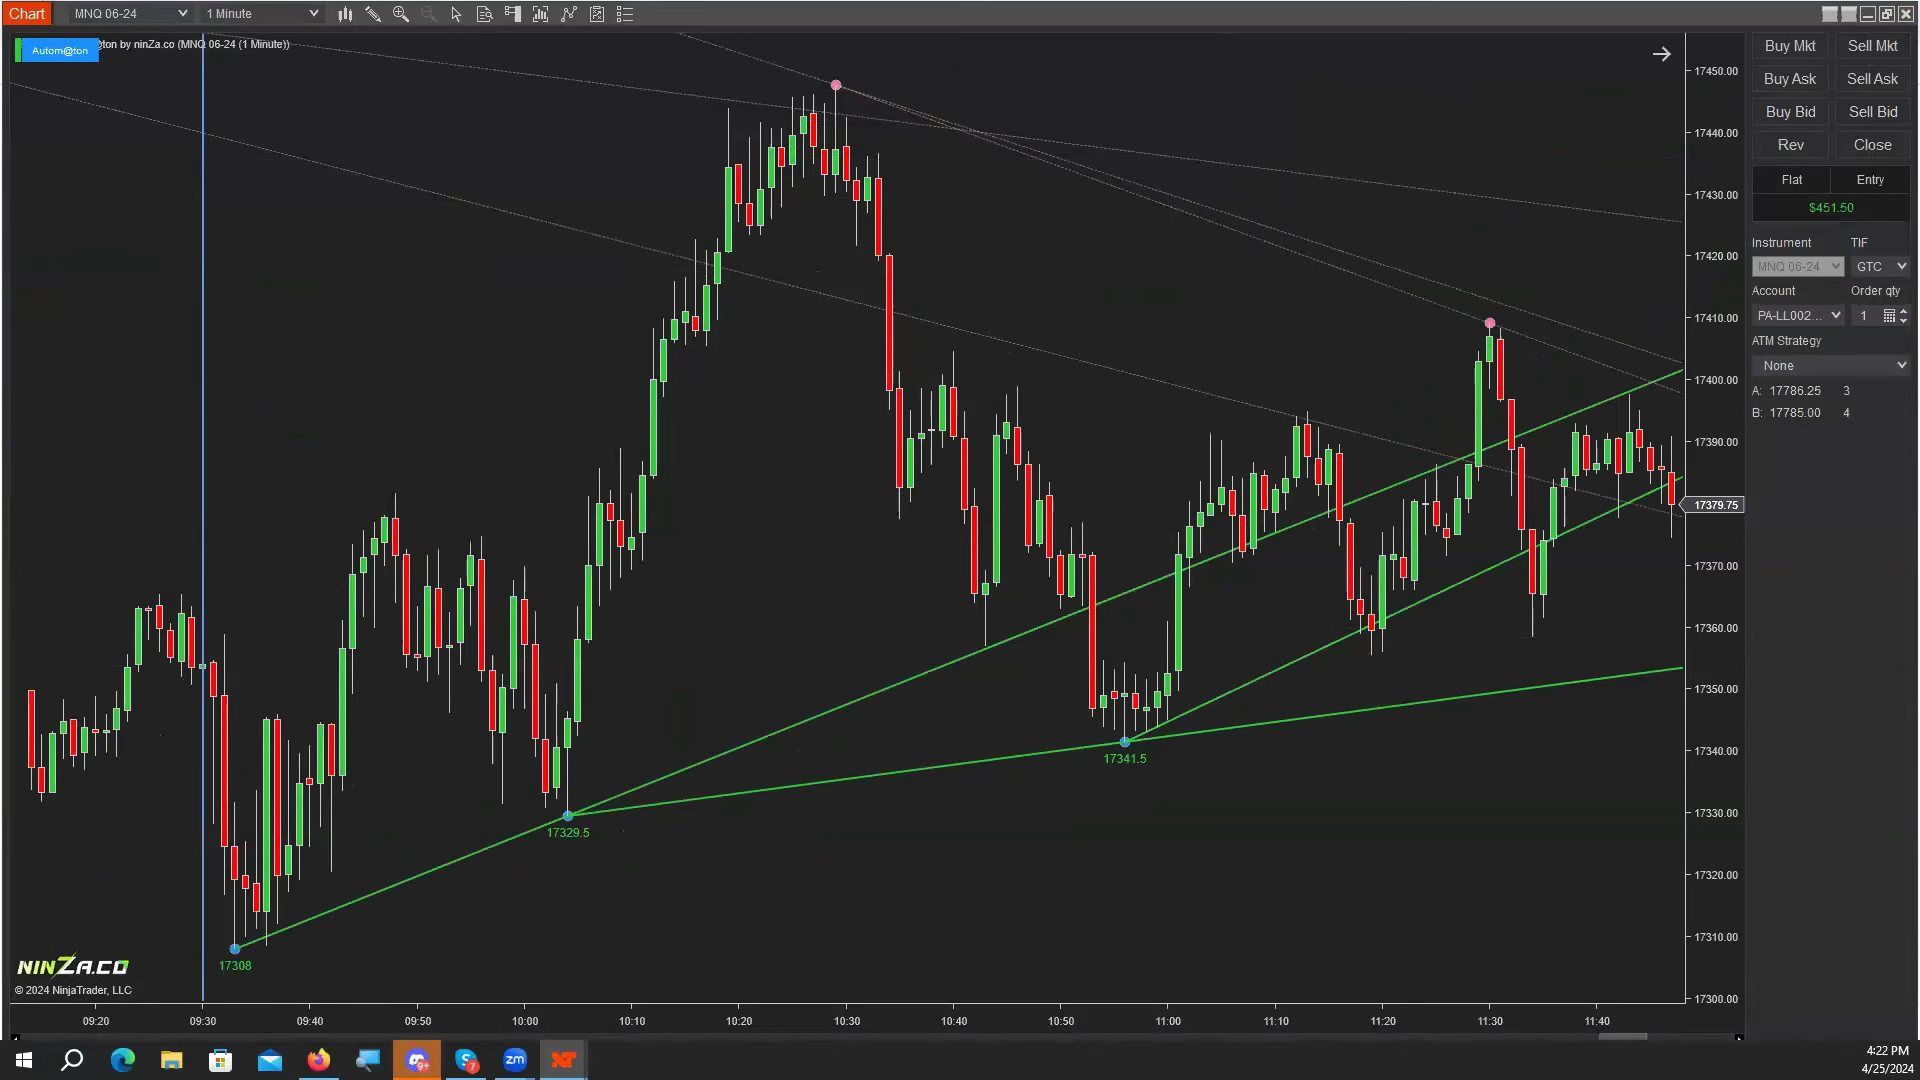 Chart MNQ 06-24 1 Minute
Autom@ton @ton by ninZa.co (MNQ 06-24 (1 Minute))
Buy Mkt Sell Mkt
Buy Ask Sell Ask
Buy Bid Sell Bid
Rev Close
Flat Entry
$451.50
Instrument TIF
MNQ 06-24 GTC
Account Order qty
PA-LL002... 1
ATM Strategy
None
A: 17786.25 3
B: 17785.00 4
17450.00
17440.00
17430.00
17420.00
17410.00
17400.00
17390.00
17379.75
17370.00
17360.00
17350.00
17340.00
17330.00
17320.00
17310.00
17300.00
17341.5
17329.5
17308
NINZA.CO
© 2024 NinjaTrader, LLC
09:20 09:30 09:40 09:50 10:00 10:10 10:20 10:30 10:40 10:50 11:00 11:10 11:20 11:30 11:40
9+ S 7 zm
4:22 PM
4/25/2024